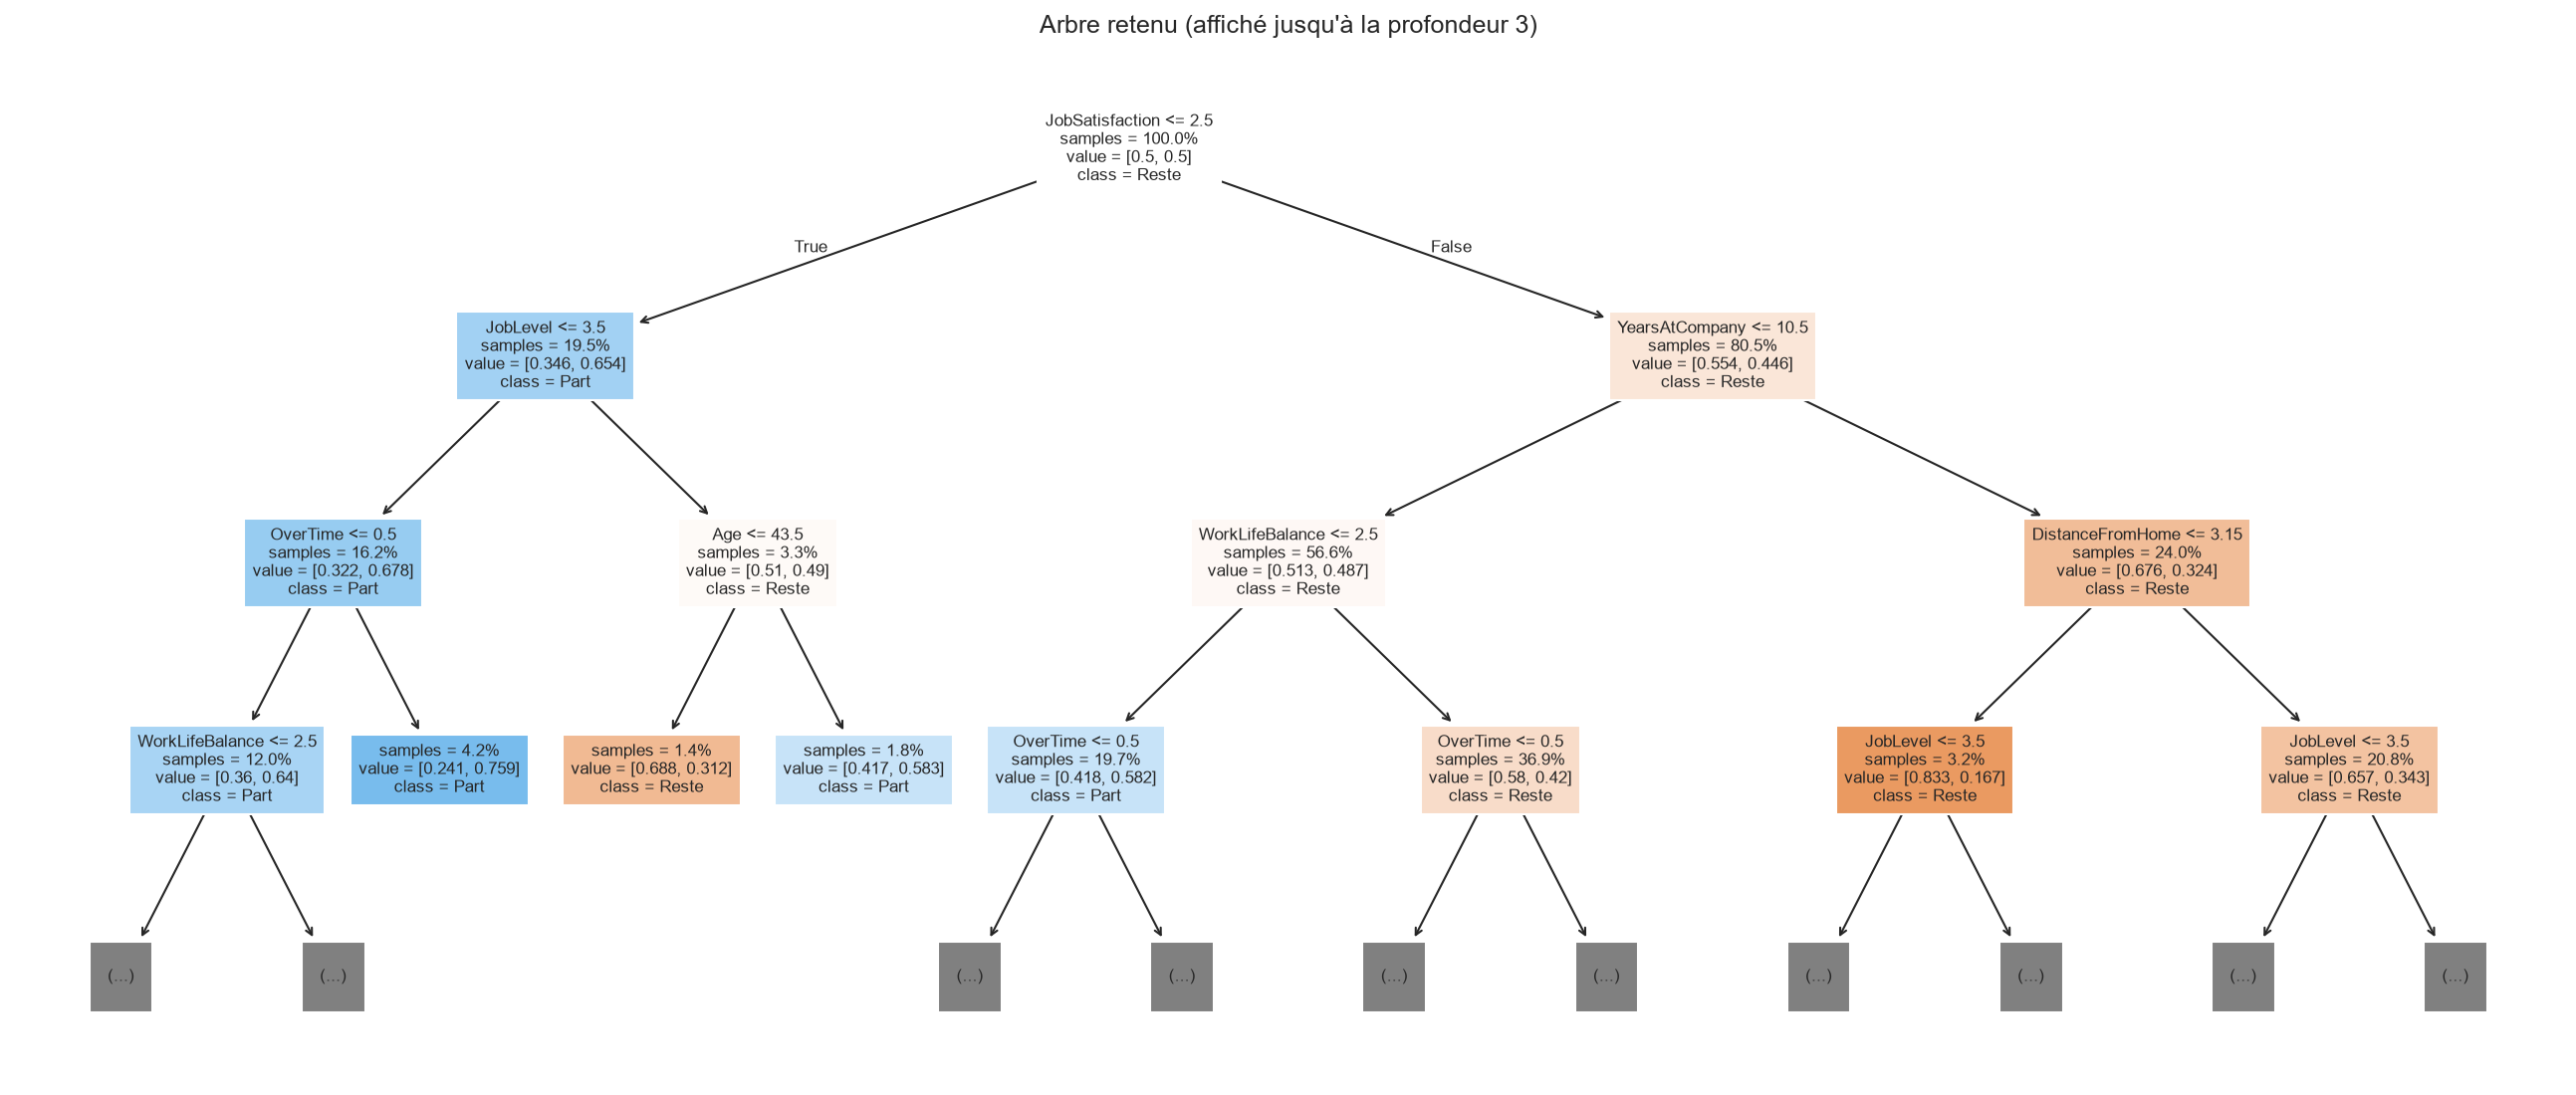 Arbre retenu (affiché jusqu'à la profondeur 3)
JobSatisfaction <= 2.5
samples = 100.0%
value = [0.5, 0.5]
class = Reste
True
False
JobLevel <= 3.5
samples = 19.5%
value = [0.346, 0.654]
class = Part
YearsAtCompany <= 10.5
samples = 80.5%
value = [0.554, 0.446]
class = Reste
OverTime <= 0.5
samples = 16.2%
value = [0.322, 0.678]
class = Part
Age <= 43.5
samples = 3.3%
value = [0.51, 0.49]
class = Reste
WorkLifeBalance <= 2.5
samples = 56.6%
value = [0.513, 0.487]
class = Reste
DistanceFromHome <= 3.15
samples = 24.0%
value = [0.676, 0.324]
class = Reste
WorkLifeBalance <= 2.5
samples = 12.0%
value = [0.36, 0.64]
class = Part
samples = 4.2%
value = [0.241, 0.759]
class = Part
samples = 1.4%
value = [0.688, 0.312]
class = Reste
samples = 1.8%
value = [0.417, 0.583]
class = Part
OverTime <= 0.5
samples = 19.7%
value = [0.418, 0.582]
class = Part
OverTime <= 0.5
samples = 36.9%
value = [0.58, 0.42]
class = Reste
JobLevel <= 3.5
samples = 3.2%
value = [0.833, 0.167]
class = Reste
JobLevel <= 3.5
samples = 20.8%
value = [0.657, 0.343]
class = Reste
(...)
(...)
(...)
(...)
(...)
(...)
(...)
(...)
(...)
(...)